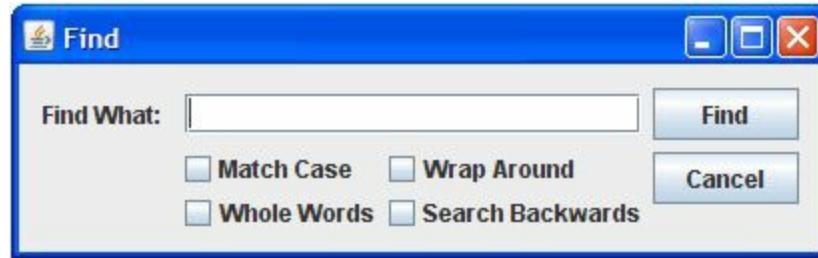 Find
Find What:
Find
Match Case
Wrap Around
Cancel
Whole Words
Search Backwards